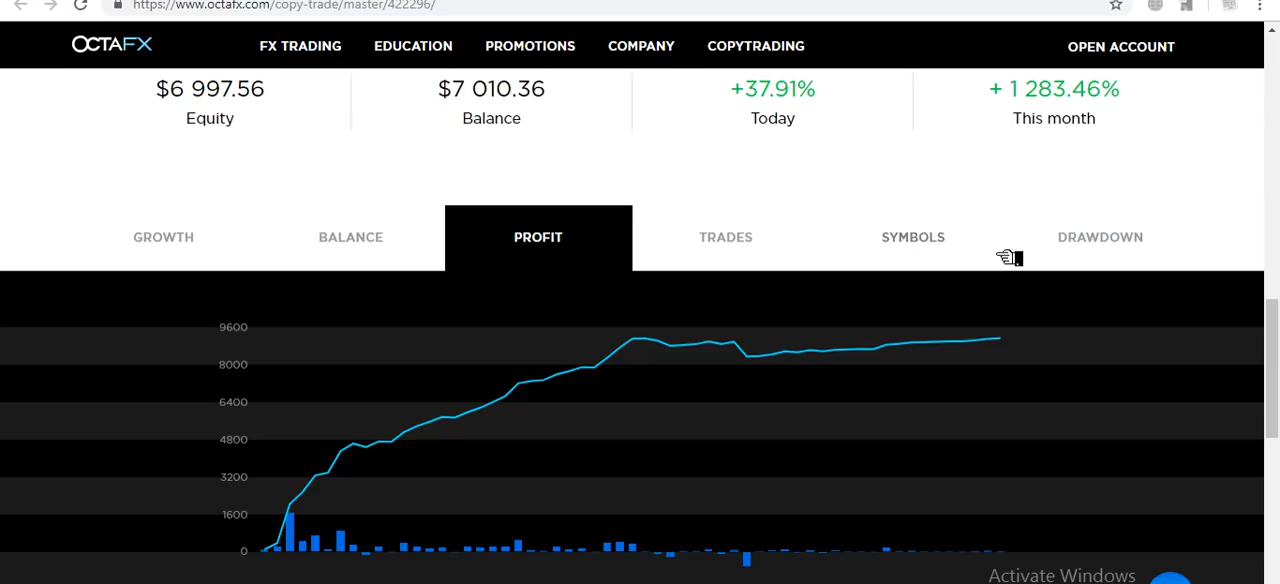 https://www.octafx.com/copy-trade/master/422296/
OCTAFX FX TRADING EDUCATION PROMOTIONS COMPANY COPYTRADING OPEN ACCOUNT
$6 997.56 $7 010.36 +37.91% + 1 283.46%
Equity Balance Today This month
GROWTH BALANCE PROFIT TRADES SYMBOLS DRAWDOWN
9600
8000
6400
4800
3200
1600
0
Activate Windows